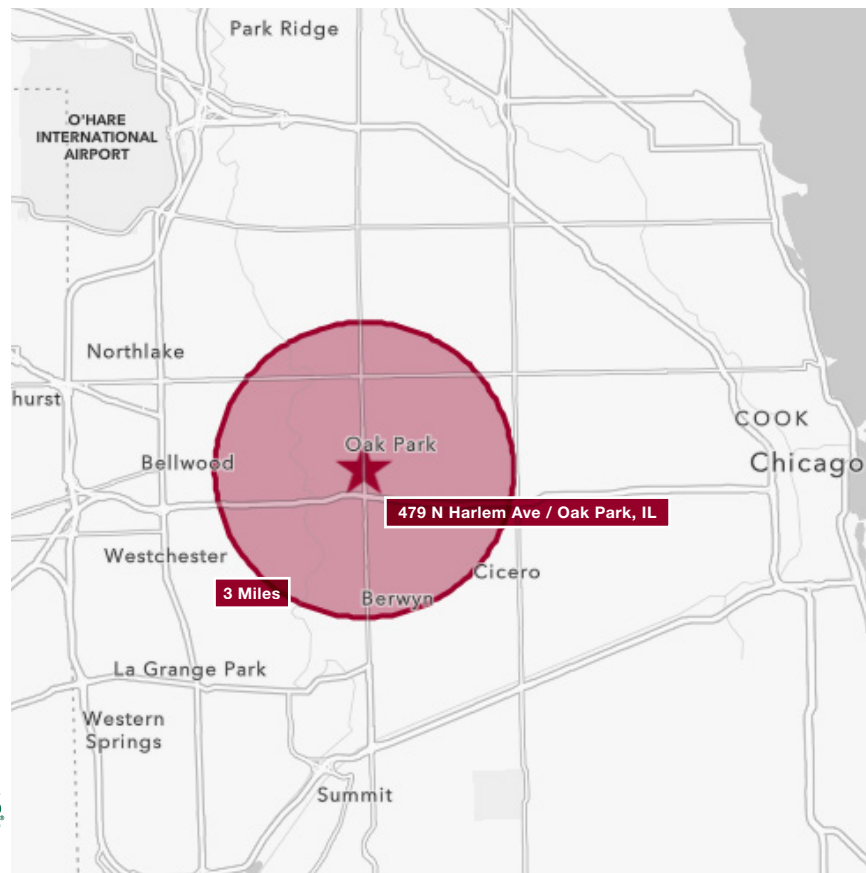 Park Ridge
O'HARE
INTERNATIONAL
AIRPORT
Northlake
hurst
COOK
Oak Park
Bellwood
Chicago
479 N Harlem Ave / Oak Park, IL
Westchester
Cicero
3 Miles
Berwyn
La Grange Park
Western
Springs
Summit